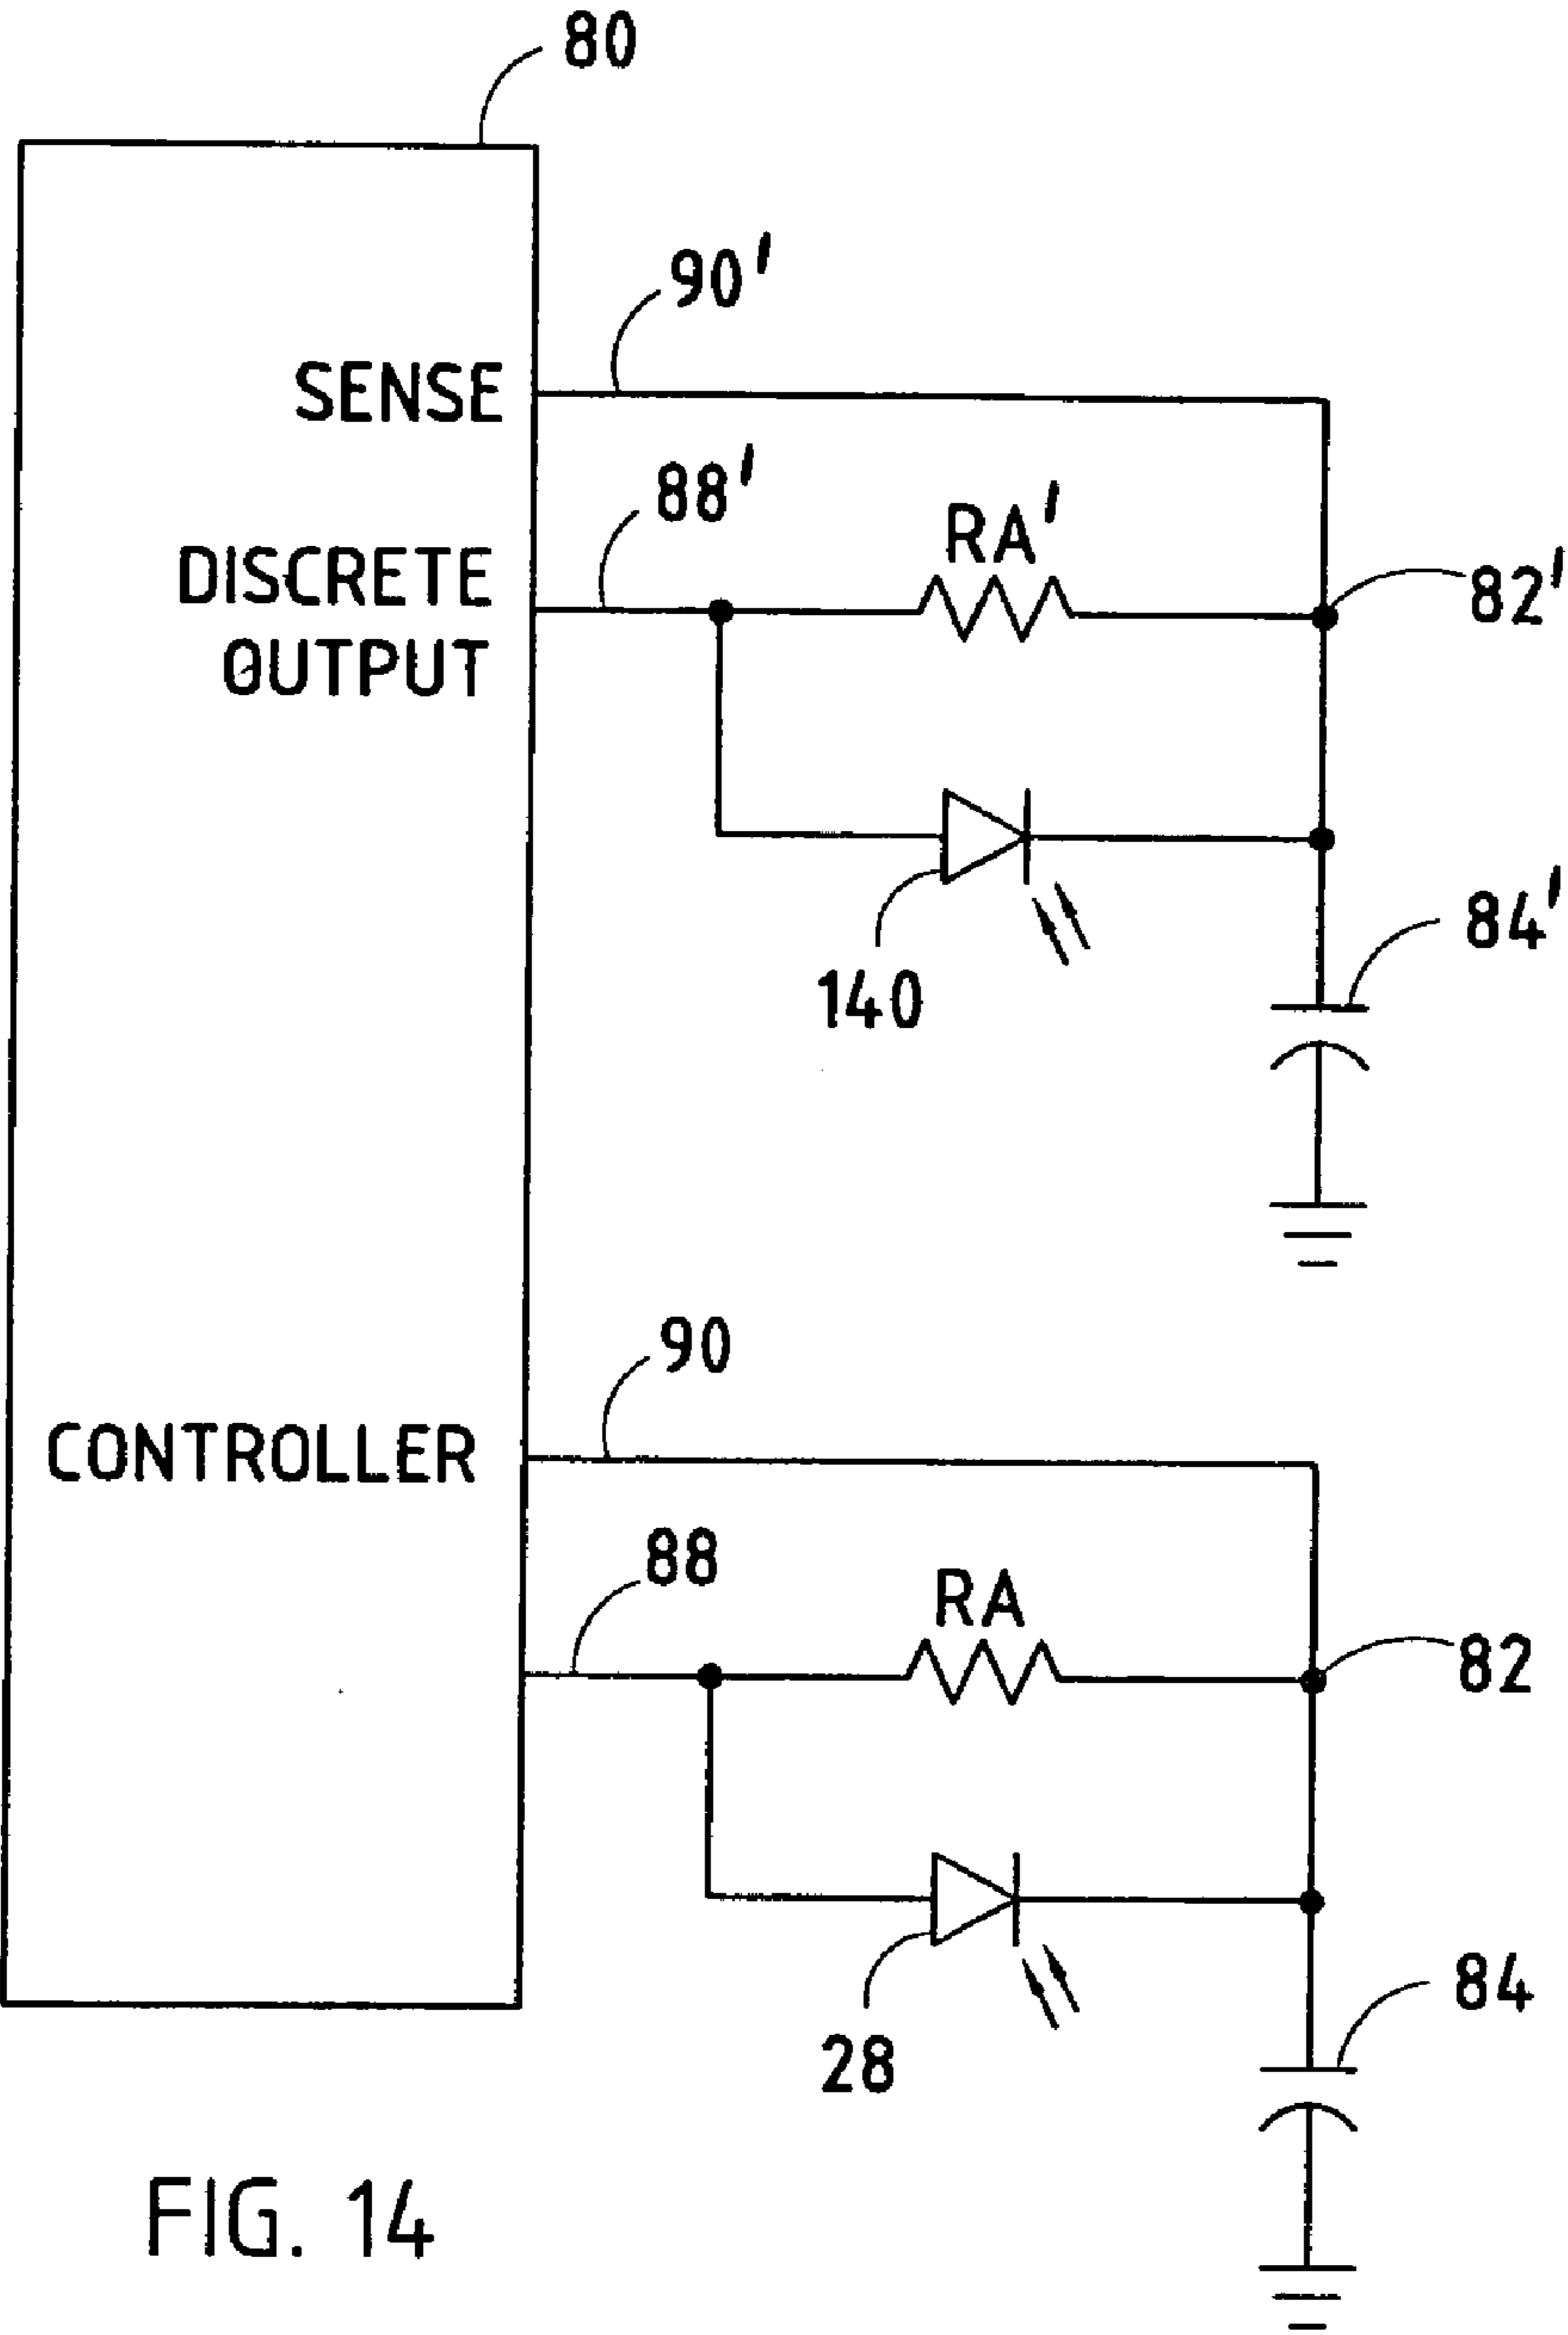 80
90'
SENSE
88'
RA'
DISCRETE
OUTPUT
82'
84'
140
90
CONTROLLER
88
RA
82
84
28
FIG. 14